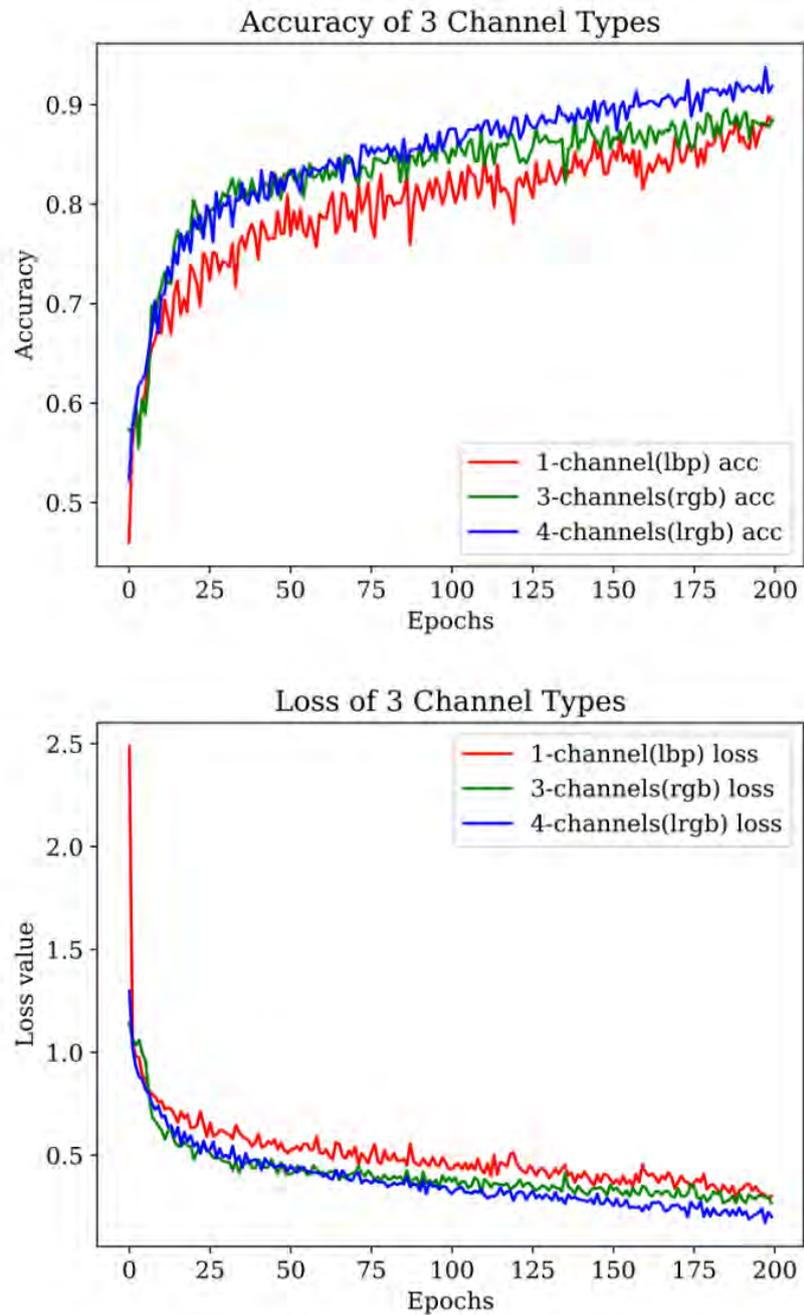 Accuracy of 3 Channel Types
0.9
0.8
0.7
0.6
0.5
Accuracy
1-channel(lbp) acc
3-channels(rgb) acc
4-channels(lrgb) acc
0 25 50 75 100 125 150 175 200
Epochs
Loss of 3 Channel Types
2.5
2.0
1.5
1.0
0.5
Loss value
1-channel(lbp) loss
3-channels(rgb) loss
4-channels(lrgb) loss
0 25 50 75 100 125 150 175 200
Epochs